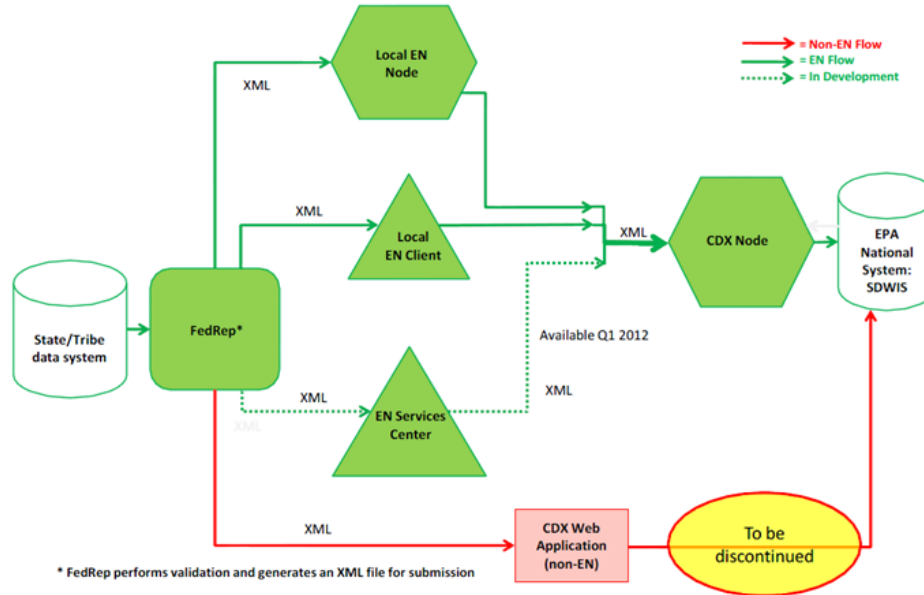 Local EN
Node
XML
= Non-EN Flow
= EN Flow
= In Development
XML
Local
EN Client
XML
CDX Node
EPA
National
System:
SDWIS
State/Tribe
data system
FedRep*
Available Q1 2012
XML
XML
EN Services
Center
XML
XML
CDX Web
Application
(non-EN)
To be
discontinued
* FedRep performs validation and generates an XML file for submission